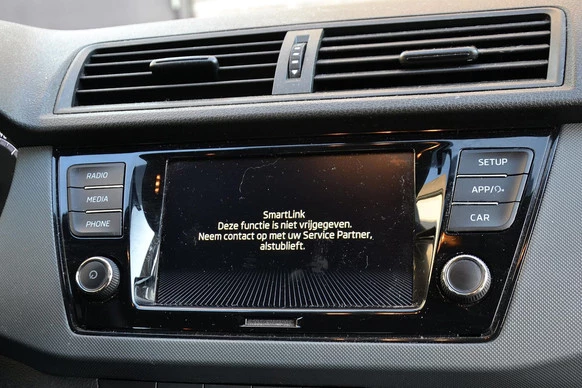 RADIO
MEDIA
PHONE
SmartLink
Deze functie is niet vrijgegeven.
Neem contact op met uw Service Partner,
alstublieft.
SETUP
APP/
CAR